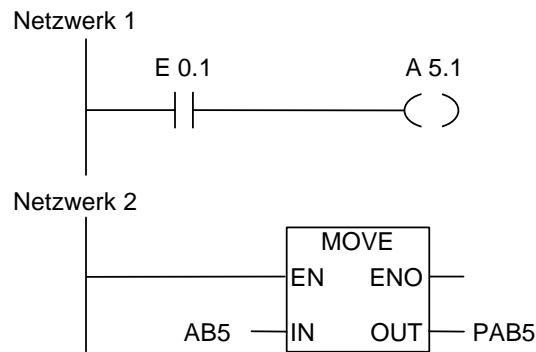 Netzwerk 1
E 0.1 A 5.1
Netzwerk 2
MOVE
EN ENO
AB5 IN OUT PAB5